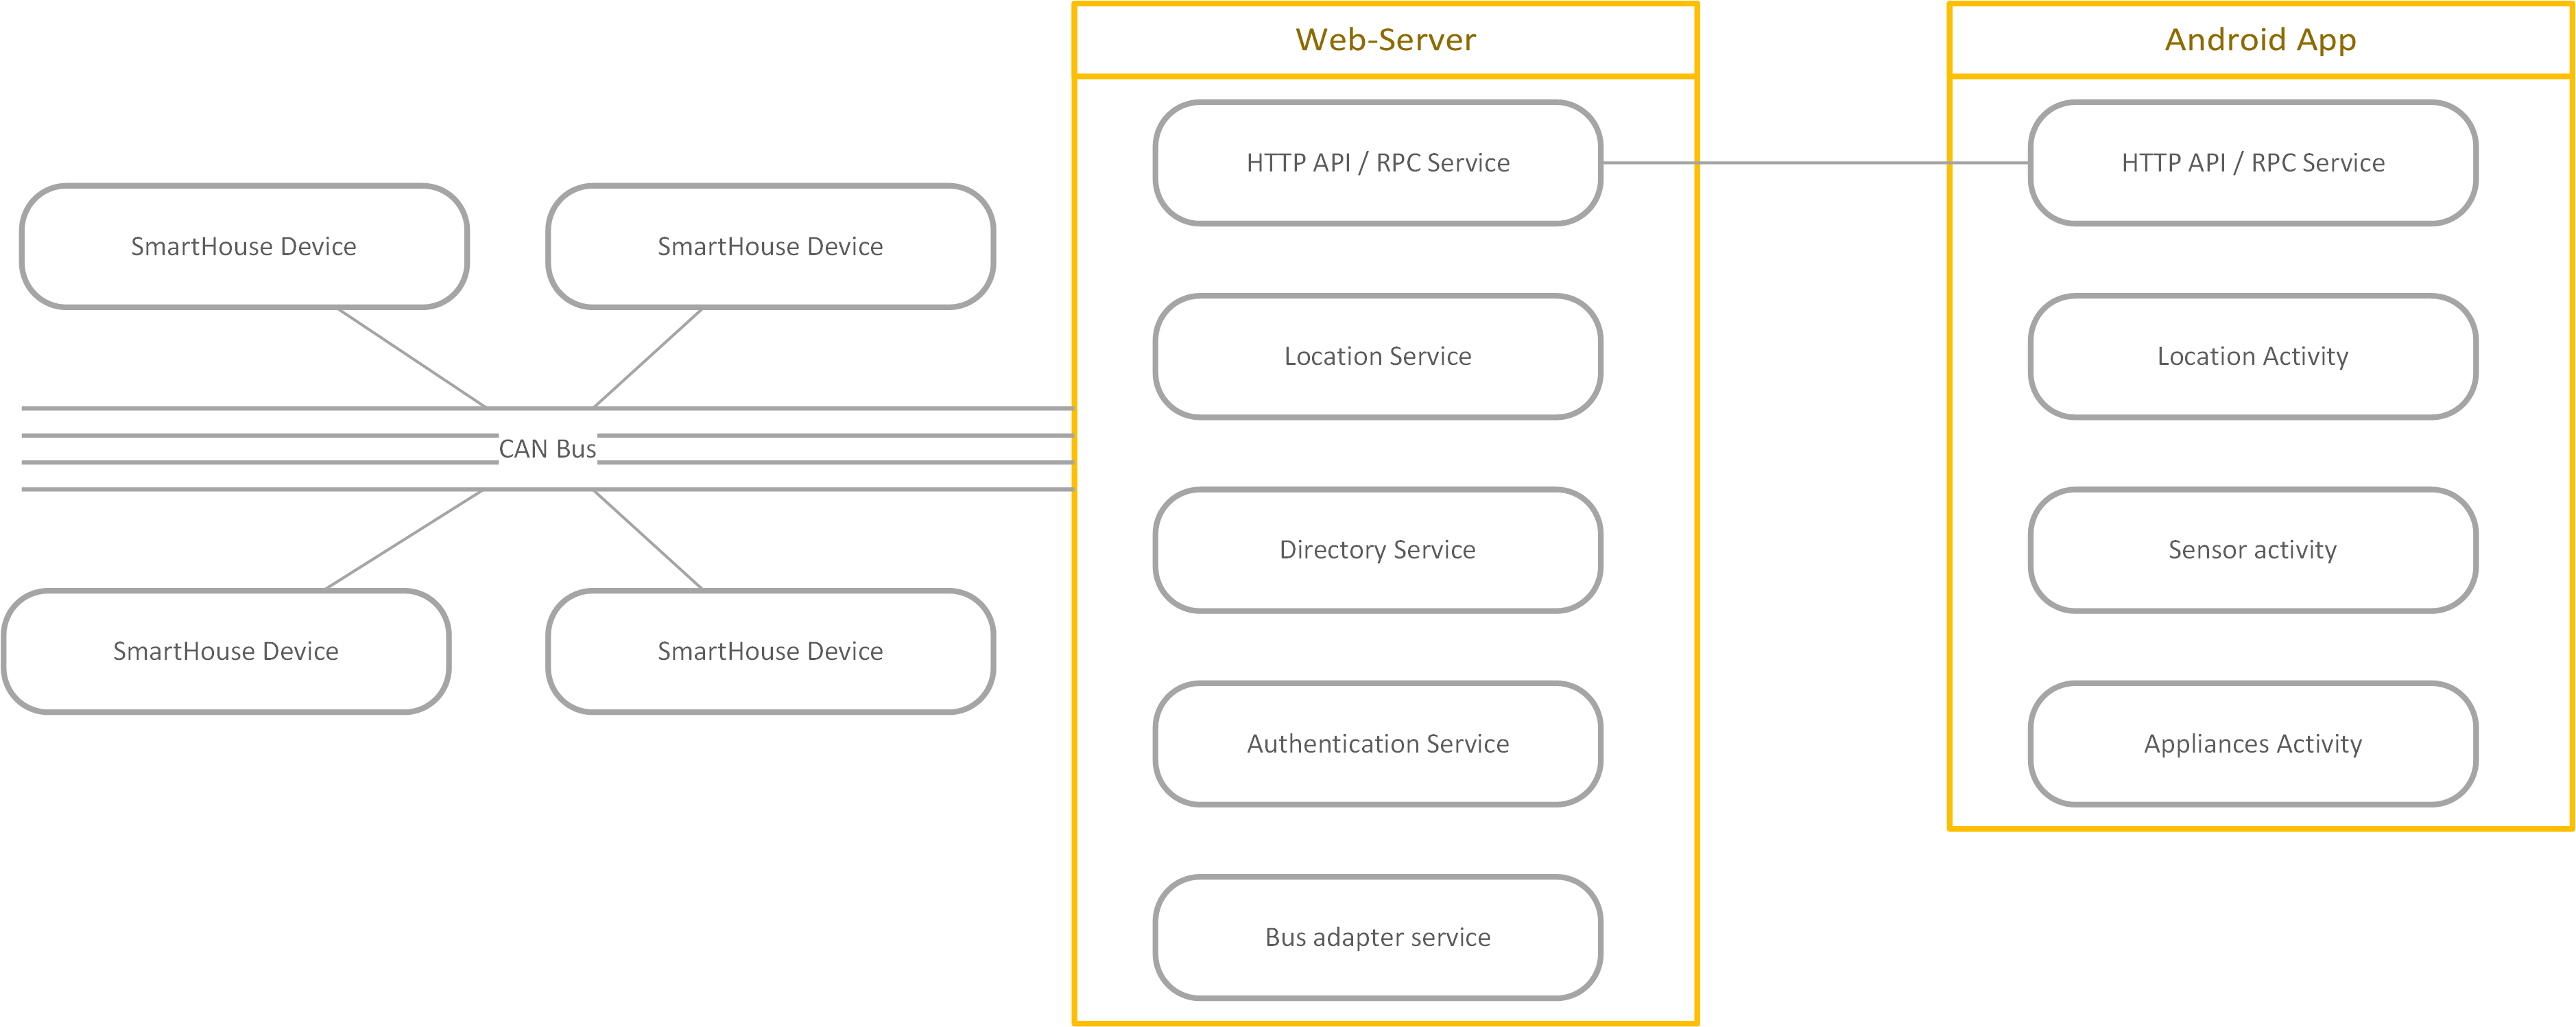 Web-Server
Android App
HTTP API / RPC Service
HTTP API / RPC Service
SmartHouse Device
SmartHouse Device
Location Service
Location Activity
CAN Bus
Directory Service
Sensor activity
SmartHouse Device
SmartHouse Device
Authentication Service
Appliances Activity
Bus adapter service